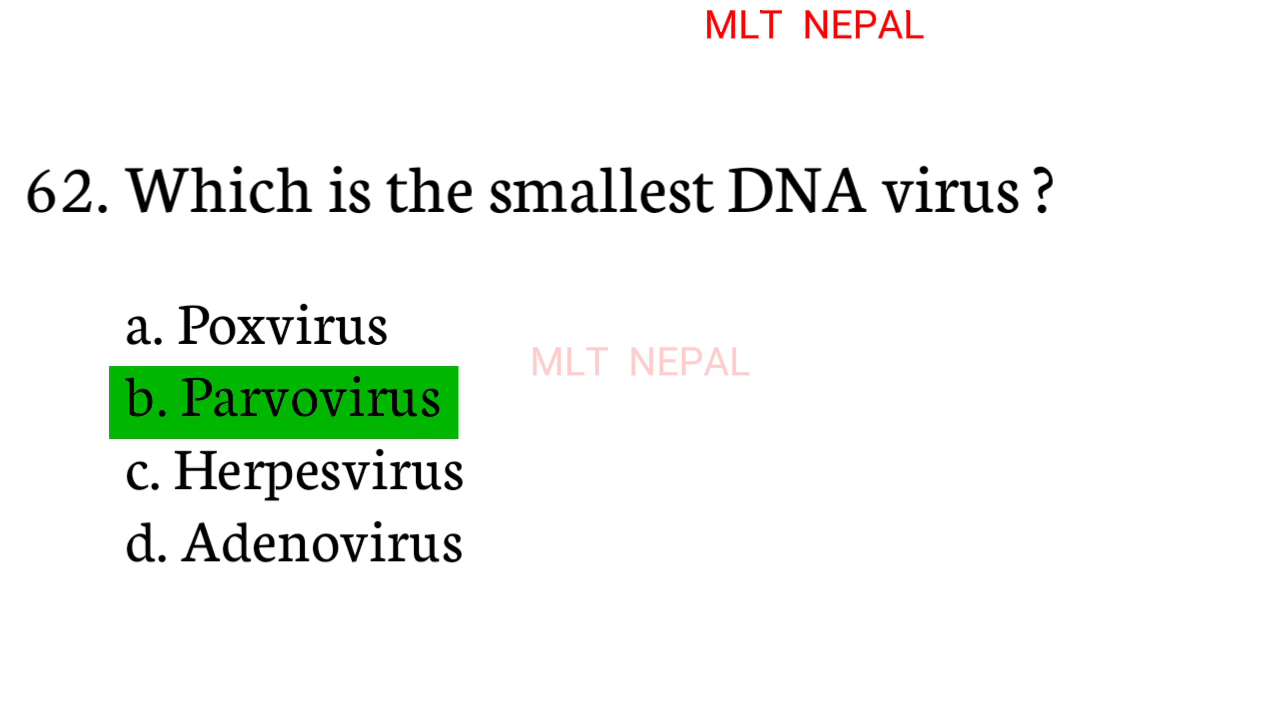 MLT NEPAL
62. Which is the smallest DNA virus ?
a. Poxvirus
b. Parvovirus
MLT NEPAL
c. Herpesvirus
d. Adenovirus